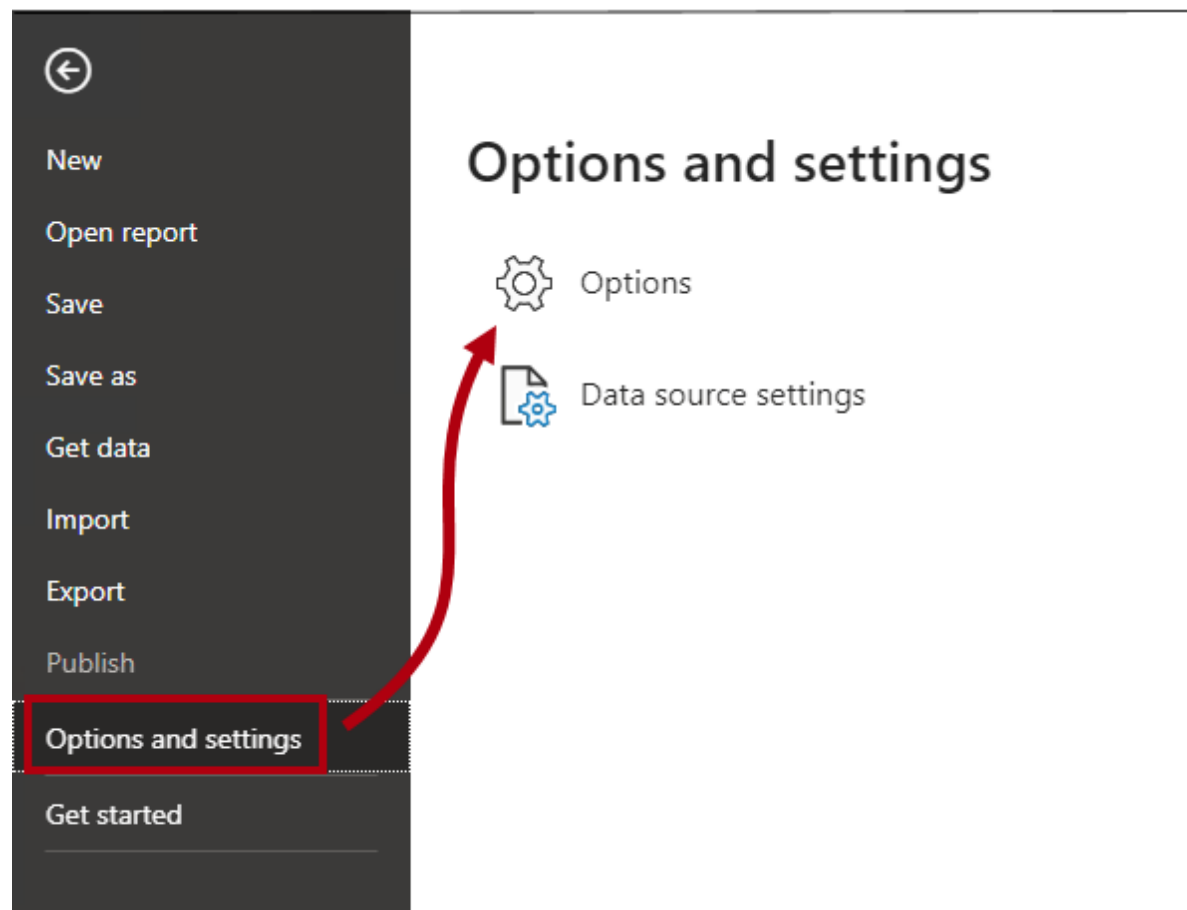 New
Open report
Save
Save as
Get data
Import
Export
Publish
Options and settings
Get started
Options and settings
Options
Data source settings